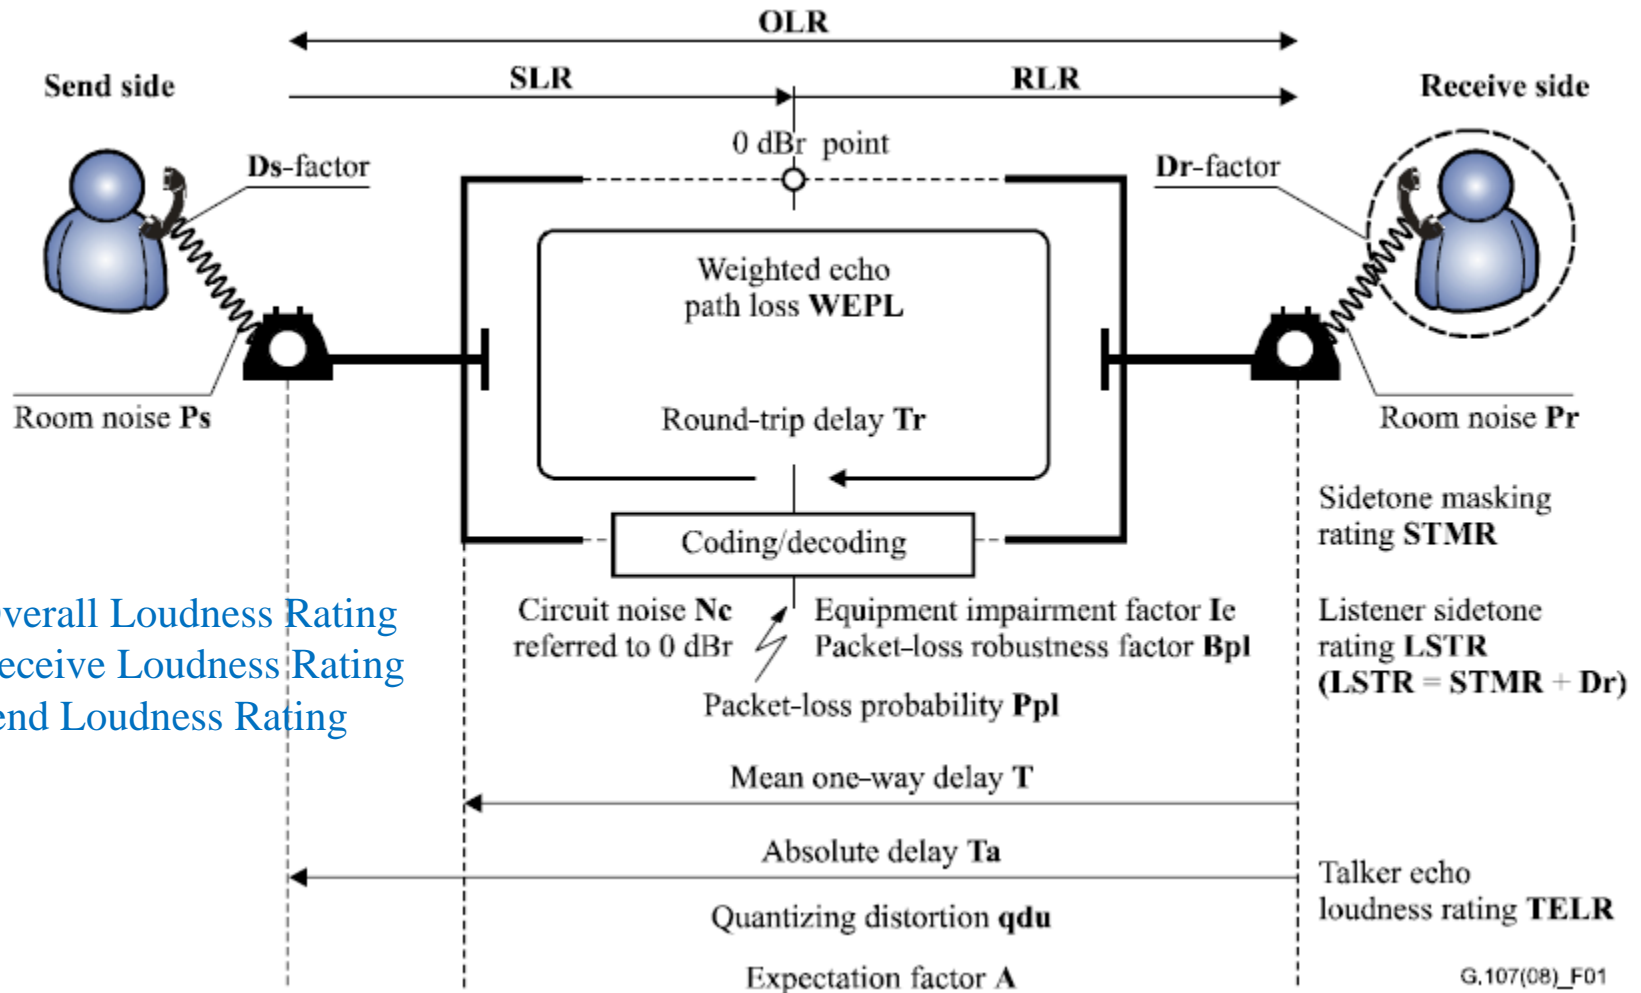 OLR
Send side
SLR
RLR
Receive side
0 dBr point
Ds-factor
Dr-factor
Weighted echo
path loss WEPL
Round-trip delay Tr
Room noise Ps
Room noise Pr
Coding/decoding
Sidetone masking
rating STMR
verall Loudness Rating
eceive Loudness Rating
end Loudness Rating
Circuit noise Nc
referred to 0 dBr
Equipment impairment factor Ie
Packet-loss robustness factor Bpl
Listener sidetone
rating LSTR
(LSTR = STMR + Dr)
Packet-loss probability Ppl
Mean one-way delay T
Absolute delay Ta
Talker echo
loudness rating TELR
Quantizing distortion qdu
Expectation factor A
G.107(08)_F01